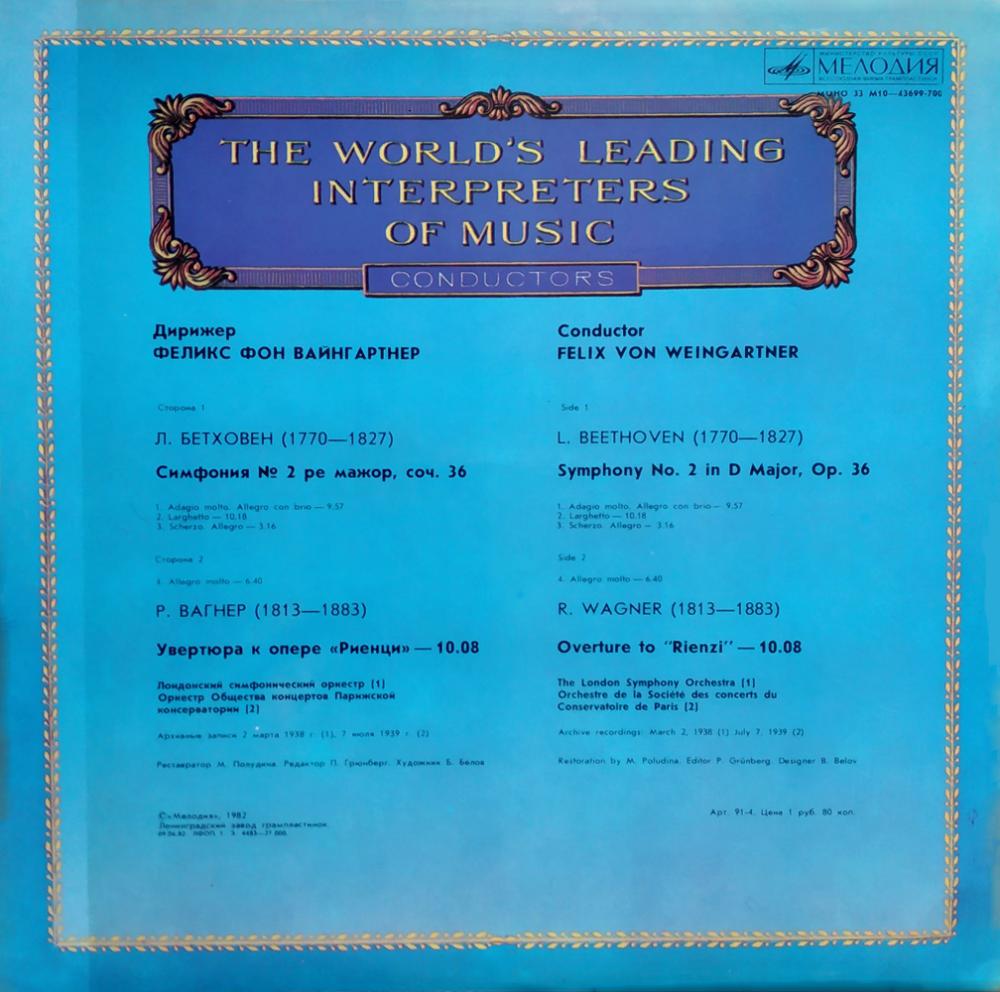 МИНИСТЕРСТВО КУЛЬТУРЫ СССР
МЕЛОДИЯ
ВСЕСОЮЗНАЯ ФИРМА ГРАМПЛАСТИНОК
МОНО 33 М10—43699-700
THE WORLD'S LEADING
INTERPRETERS
OF MUSIC
CONDUCTORS
Дирижер
ФЕЛИКС ФОН ВАЙНГАРТНЕР
Сторона 1
Л. БЕТХОВЕН (1770—1827)
Симфония № 2 ре мажор, соч. 36
1. Adagio molto. Allegro con brio — 9.57
2. Larghetto — 10.18
3. Scherzo. Allegro — 3.16
Сторона 2
4. Allegro molto — 6.40
Р. ВАГНЕР (1813—1883)
Увертюра к опере «Риенци» — 10.08
Лондонский симфонический оркестр (1)
Оркестр Общества концертов Парижской
консерватории (2)
Архивные записи 2 марта 1938 г. (1), 7 июля 1939 г. (2)
Реставратор М. Полудина. Редактор П. Грюнберг. Художник Б. Белов
©«Мелодия», 1982
Ленинградский завод грампластинок
Conductor
FELIX VON WEINGARTNER
Side 1
L. BEETHOVEN (1770—1827)
Symphony No. 2 in D Major, Op. 36
1. Adagio molto. Allegro con brio — 9.57
2. Larghetto — 10.18
3. Scherzo. Allegro — 3.16
Side 2
4. Allegro molto — 6.40
R. WAGNER (1813—1883)
Overture to "Rienzi" — 10.08
The London Symphony Orchestra (1)
Orchestre de la Société des concerts du
Conservatoire de Paris (2)
Archive recordings: March 2, 1938 (1) July 7, 1939 (2)
Restoration by M. Poludina. Editor P. Grünberg. Designer B. Belov
Арт. 91-4. Цена 1 руб. 80 коп.